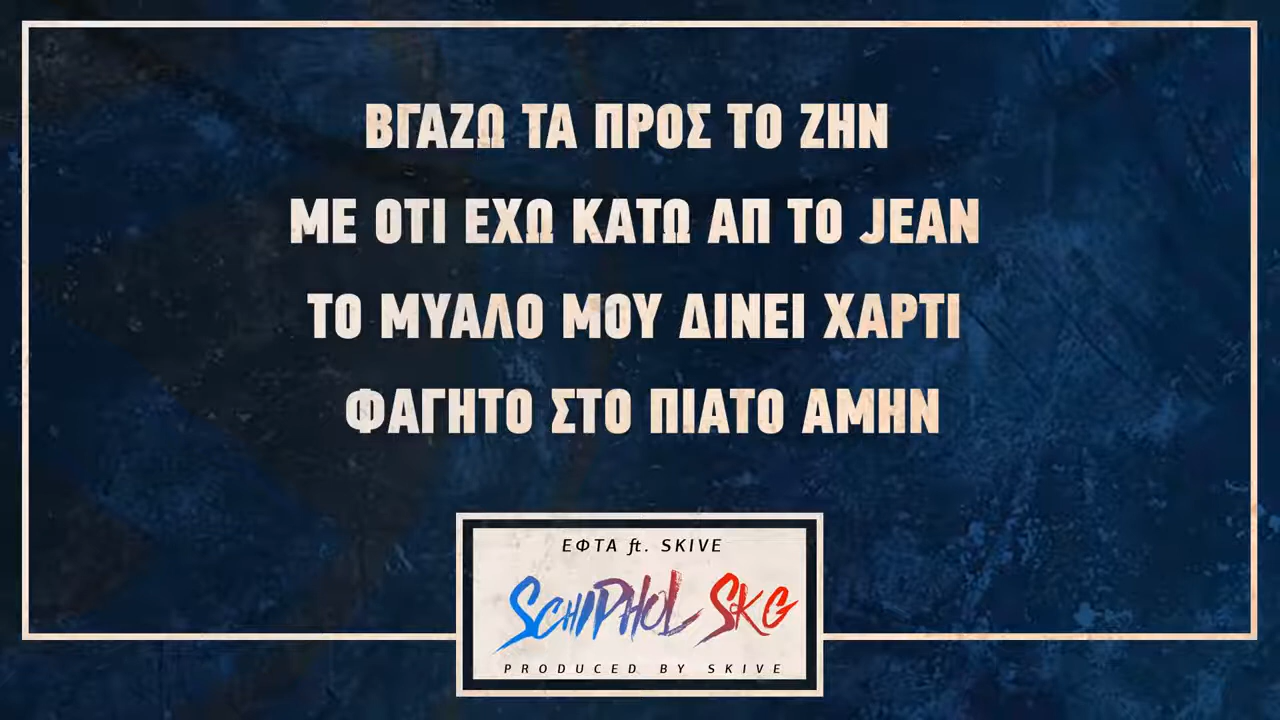 ΒΓΑΖΩ ΤΑ ΠΡΟΣ ΤΟ ΖΗΝ
ΜΕ ΟΤΙ ΕΧΩ ΚΑΤΩ ΑΠ ΤΟ JEAN
ΤΟ ΜΥΑΛΟ ΜΟΥ ΔΙΝΕΙ ΧΑΡΤΙ
ΦΑΓΗΤΟ ΣΤΟ ΠΙΑΤΟ ΑΜΗΝ
ΕΦΤΑ ft. SKIVE
SCHIPHOL SKG
PRODUCED BY SKIVE